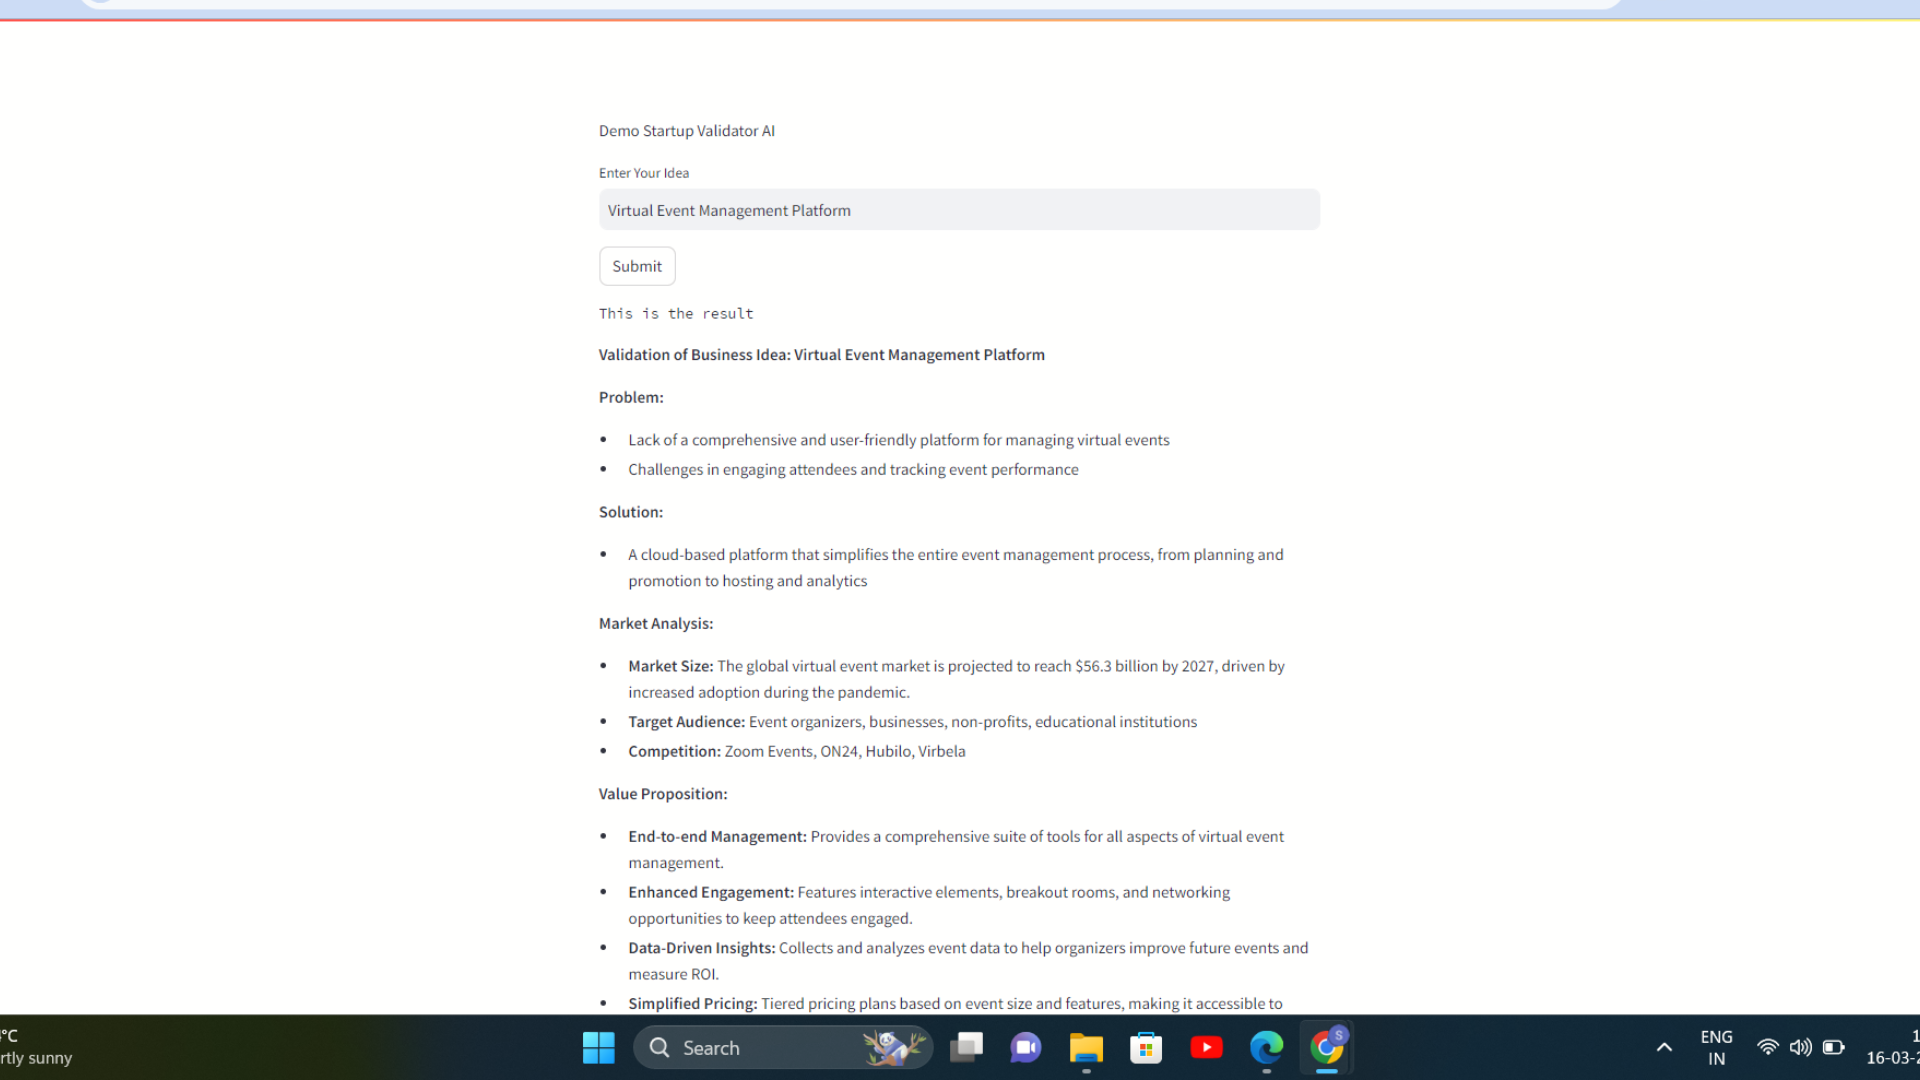 Demo Startup Validator AI
Enter Your Idea
Virtual Event Management Platform
Submit
This is the result
Validation of Business Idea: Virtual Event Management Platform
Problem:
Lack of a comprehensive and user-friendly platform for managing virtual events
Challenges in engaging attendees and tracking event performance
Solution:
A cloud-based platform that simplifies the entire event management process, from planning and
promotion to hosting and analytics
Market Analysis:
Market Size: The global virtual event market is projected to reach $56.3 billion by 2027, driven by
increased adoption during the pandemic.
Target Audience: Event organizers, businesses, non-profits, educational institutions
Competition: Zoom Events, ON24, Hubilo, Virbela
Value Proposition:
End-to-end Management: Provides a comprehensive suite of tools for all aspects of virtual event
management.
Enhanced Engagement: Features interactive elements, breakout rooms, and networking
opportunities to keep attendees engaged.
Data-Driven Insights: Collects and analyzes event data to help organizers improve future events and
measure ROI.
Simplified Pricing: Tiered pricing plans based on event size and features, making it accessible to
°C
rtly sunny
Search
S
ENG
IN
1
16-03-2